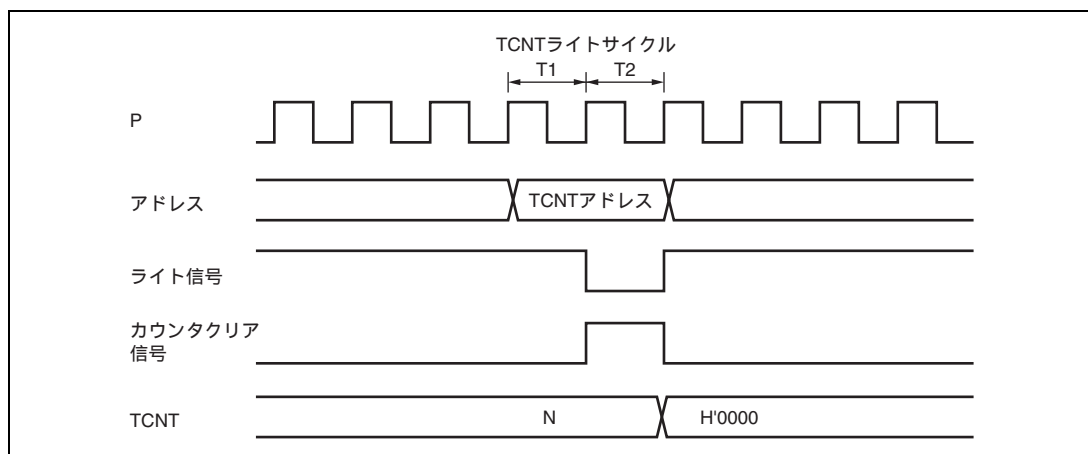 TCNTライトサイクル
T1 T2
P
アドレス
TCNTアドレス
ライト信号
カウンタクリア
信号
TCNT
N
H'0000